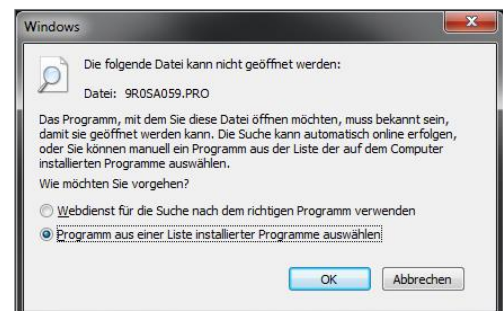 Windows
Die folgende Datei kann nicht geöffnet werden:
Datei: 9R0SA059.PRO
Das Programm, mit dem Sie diese Datei öffnen möchten, muss bekannt sein,
damit sie geöffnet werden kann. Die Suche kann automatisch online erfolgen,
oder Sie können manuell ein Programm aus der Liste der auf dem Computer
installierten Programme auswählen.
Wie möchten Sie vorgehen?
Webdienst für die Suche nach dem richtigen Programm verwenden
Programm aus einer Liste installierter Programme auswählen
OK Abbrechen